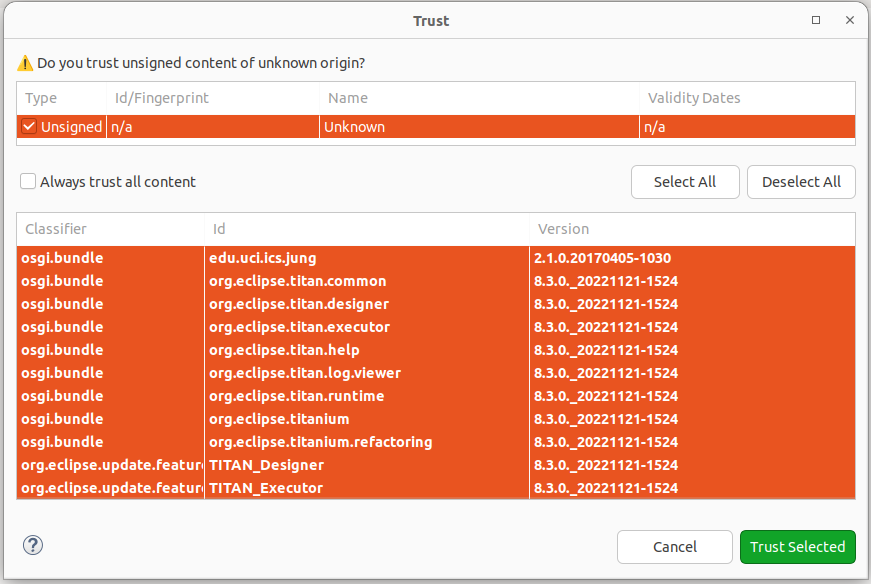 Trust
Do you trust unsigned content of unknown origin?
Type Id/Fingerprint Name Validity Dates
Unsigned n/a Unknown n/a
Always trust all content Select All Deselect All
Classifier Id Version
osgi.bundle edu.uci.ics.jung 2.1.0.20170405-1030
osgi.bundle org.eclipse.titan.common 8.3.0._20221121-1524
osgi.bundle org.eclipse.titan.designer 8.3.0._20221121-1524
osgi.bundle org.eclipse.titan.executor 8.3.0._20221121-1524
osgi.bundle org.eclipse.titan.help 8.3.0._20221121-1524
osgi.bundle org.eclipse.titan.log.viewer 8.3.0._20221121-1524
osgi.bundle org.eclipse.titan.runtime 8.3.0._20221121-1524
osgi.bundle org.eclipse.titanium 8.3.0._20221121-1524
osgi.bundle org.eclipse.titanium.refactoring 8.3.0._20221121-1524
org.eclipse.update.feature TITAN_Designer 8.3.0._20221121-1524
org.eclipse.update.feature TITAN_Executor 8.3.0._20221121-1524
? Cancel Trust Selected